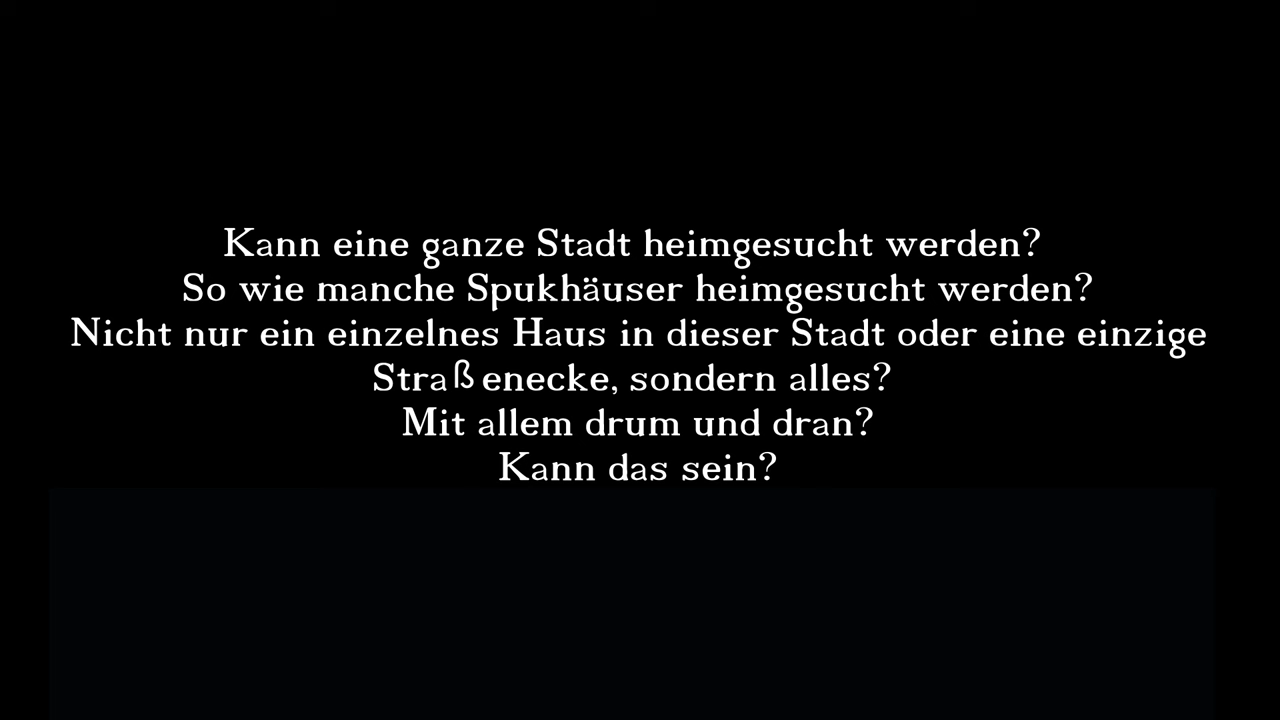 Kann eine ganze Stadt heimgesucht werden?
So wie manche Spukhäuser heimgesucht werden?
Nicht nur ein einzelnes Haus in dieser Stadt oder eine einzige
Straßenecke, sondern alles?
Mit allem drum und dran?
Kann das sein?